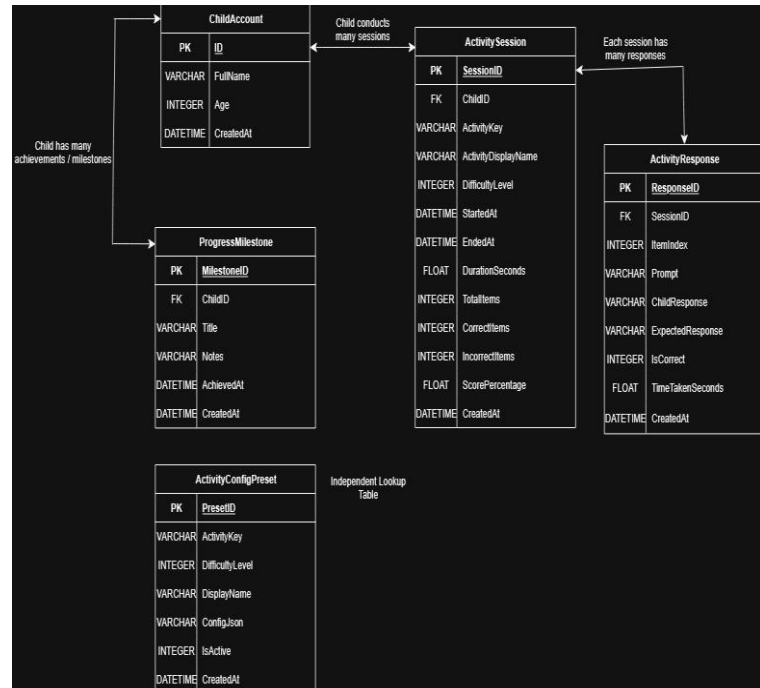 ChildAccount
PK ID
VARCHAR FullName
INTEGER Age
DATETIME CreatedAt
Child conducts
many sessions
ActivitySession
PK SessionID
FK ChildID
VARCHAR ActivityKey
VARCHAR ActivityDisplayName
INTEGER DifficultyLevel
DATETIME StartedAt
DATETIME EndedAt
FLOAT DurationSeconds
INTEGER TotalItems
INTEGER CorrectItems
INTEGER IncorrectItems
FLOAT ScorePercentage
DATETIME CreatedAt
Each session has
many responses
ActivityResponse
PK ResponseID
FK SessionID
INTEGER ItemIndex
VARCHAR Prompt
VARCHAR ChildResponse
VARCHAR ExpectedResponse
INTEGER IsCorrect
FLOAT TimeTakenSeconds
DATETIME CreatedAt
Child has many
achievements / milestones
ProgressMilestone
PK MilestoneID
FK ChildID
VARCHAR Title
VARCHAR Notes
DATETIME AchievedAt
DATETIME CreatedAt
ActivityConfigPreset
PK PresetID
VARCHAR ActivityKey
INTEGER DifficultyLevel
VARCHAR DisplayName
VARCHAR ConfigJson
INTEGER IsActive
DATETIME CreatedAt
Independent Lookup
Table